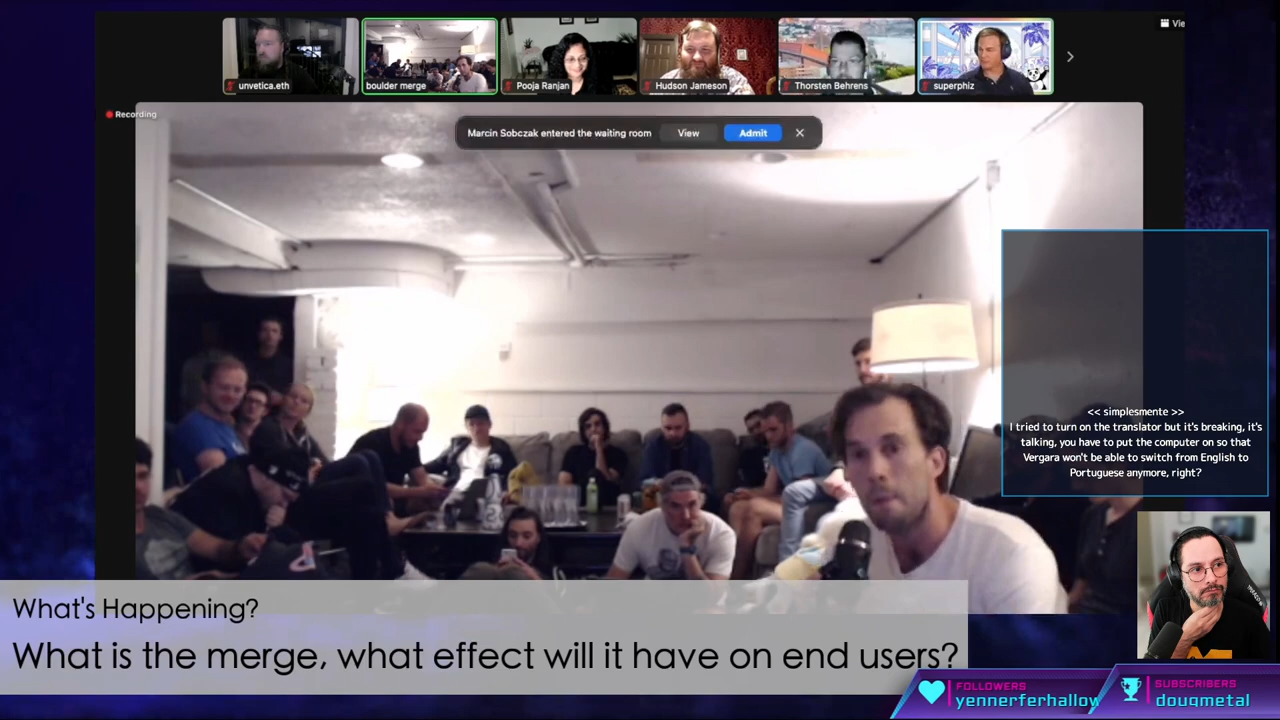 Vie
unvetica.eth
boulder merge
Pooja Ranjan
Hudson Jameson
Thorsten Behrens
superphiz
Recording
Marcin Sobczak entered the waiting room View Admit
<< simplesmente >>
I tried to turn on the translator but it's breaking, it's
talking, you have to put the computer on so that
Vergara won't be able to switch from English to
Portuguese anymore, right?
What's Happening?
What is the merge, what effect will it have on end users?
FOLLOWERS
yennerferhallow
SUBSCRIBERS
douqmetal